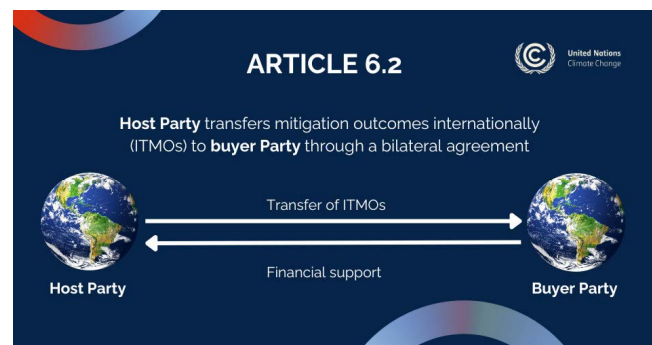 ARTICLE 6.2
United Nations
Climate Change
Host Party transfers mitigation outcomes internationally
(ITMOs) to buyer Party through a bilateral agreement
Transfer of ITMOs
Financial support
Host Party
Buyer Party